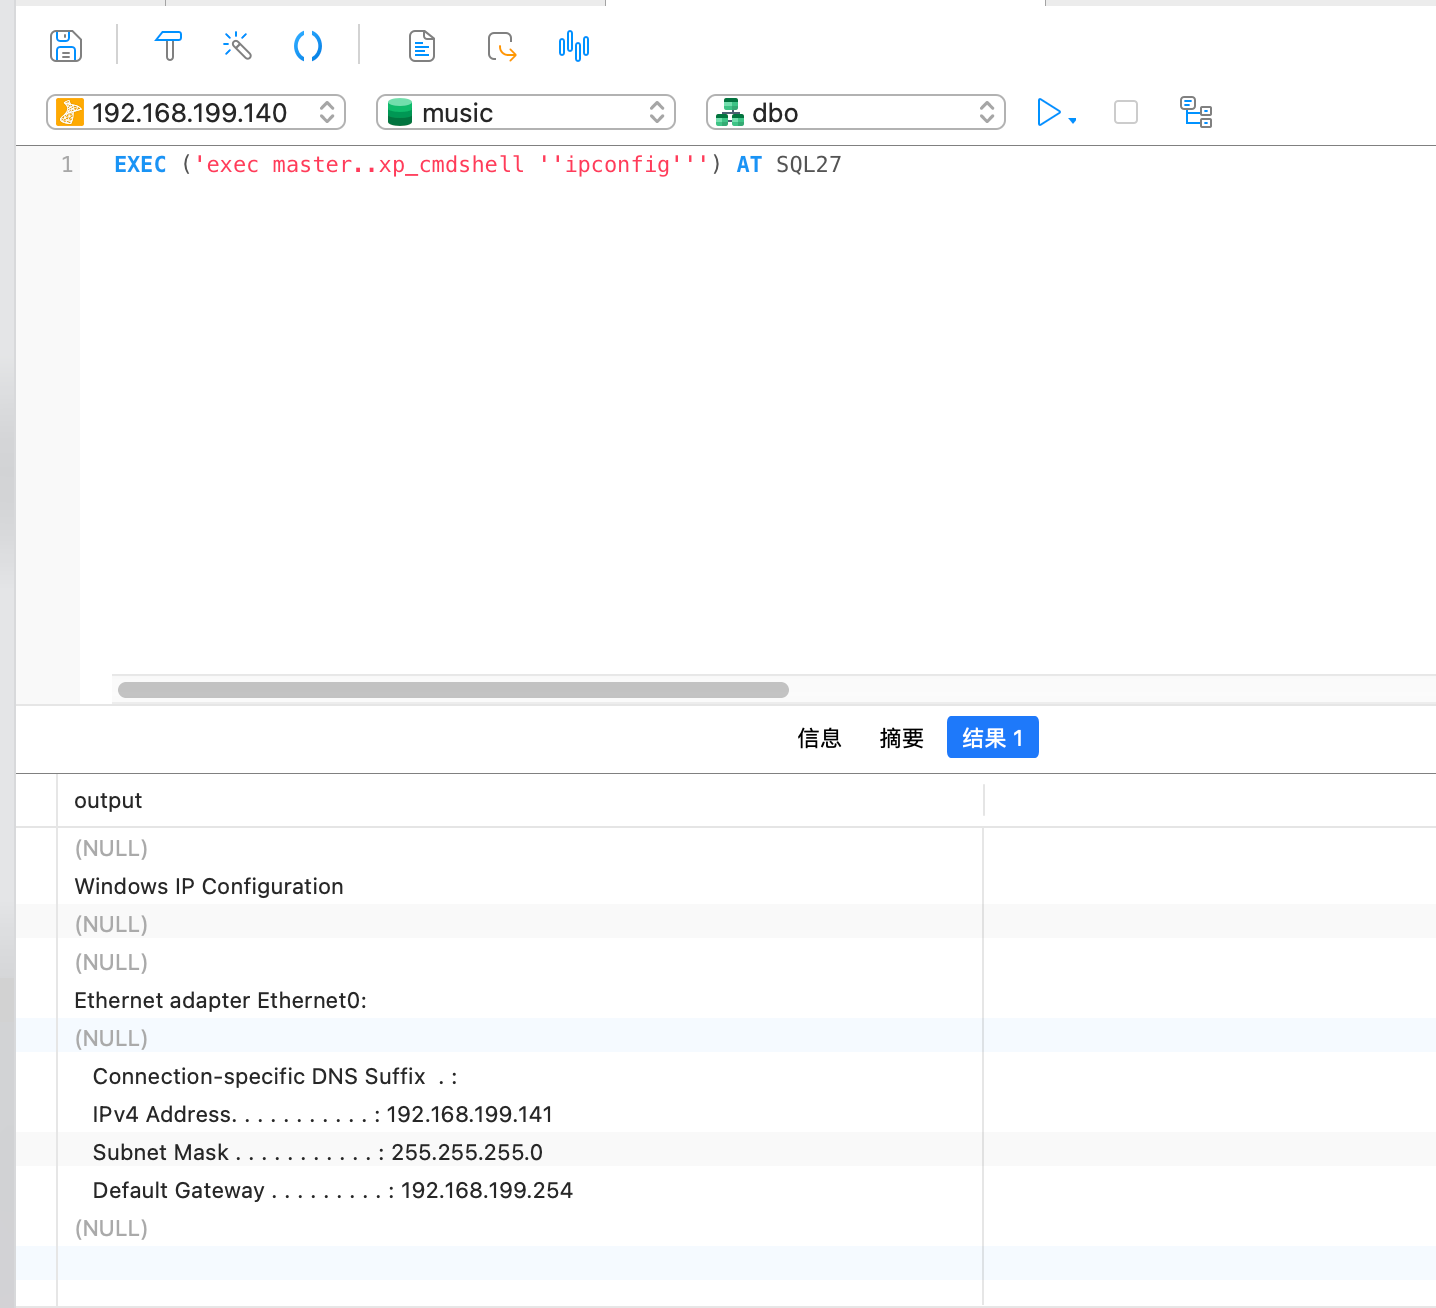 192.168.199.140 music dbo
1 EXEC ('exec master..xp_cmdshell ''ipconfig''') AT SQL27
信息 摘要 结果 1
output
(NULL)
Windows IP Configuration
(NULL)
(NULL)
Ethernet adapter Ethernet0:
(NULL)
Connection-specific DNS Suffix  . :
IPv4 Address. . . . . . . . . . . : 192.168.199.141
Subnet Mask . . . . . . . . . . . : 255.255.255.0
Default Gateway . . . . . . . . . : 192.168.199.254
(NULL)